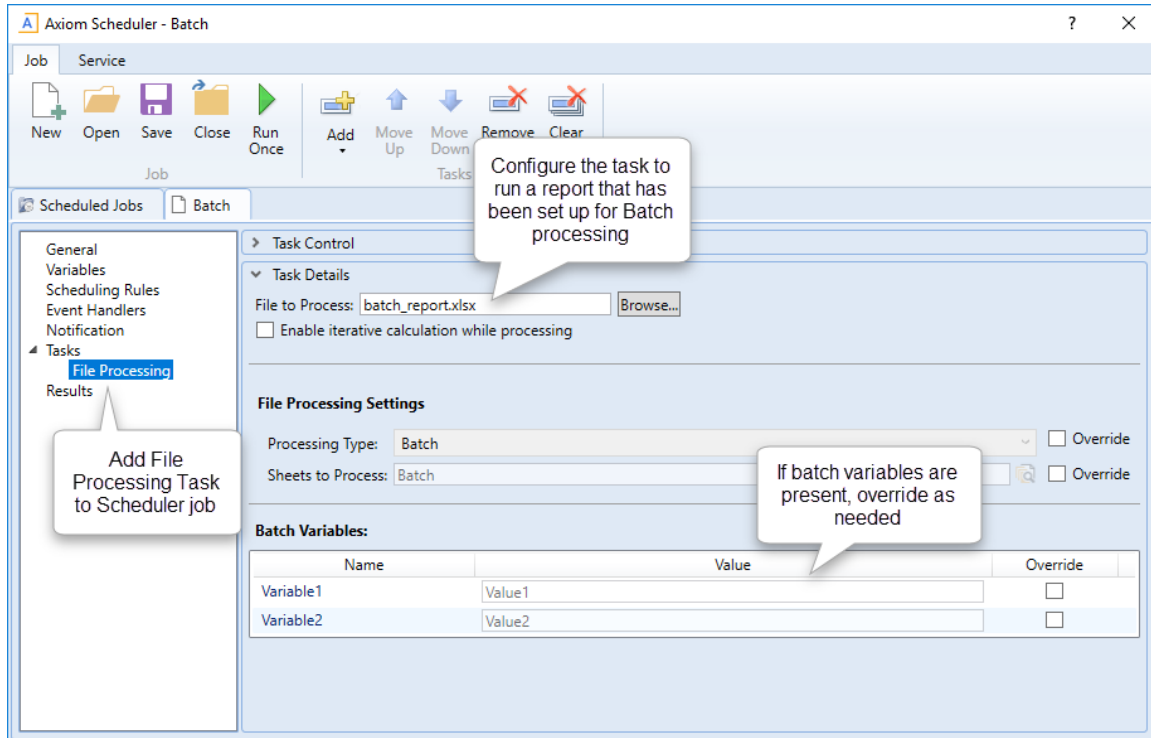 Axiom Scheduler - Batch
?
Job Service
New Open Save Close Run Once Add Move Up Move Down Remove Clear
Job Tasks
Configure the task to
run a report that has
been set up for Batch
processing
Scheduled Jobs Batch
General
Variables
Scheduling Rules
Event Handlers
Notification
Tasks
File Processing
Results
Add File
Processing Task
to Scheduler job
Task Control
Task Details
File to Process: batch_report.xlsx Browse...
Enable iterative calculation while processing
File Processing Settings
Processing Type: Batch Override
Sheets to Process: Batch Override
If batch variables are
present, override as
needed
Batch Variables:
Name Value Override
Variable1 Value1
Variable2 Value2